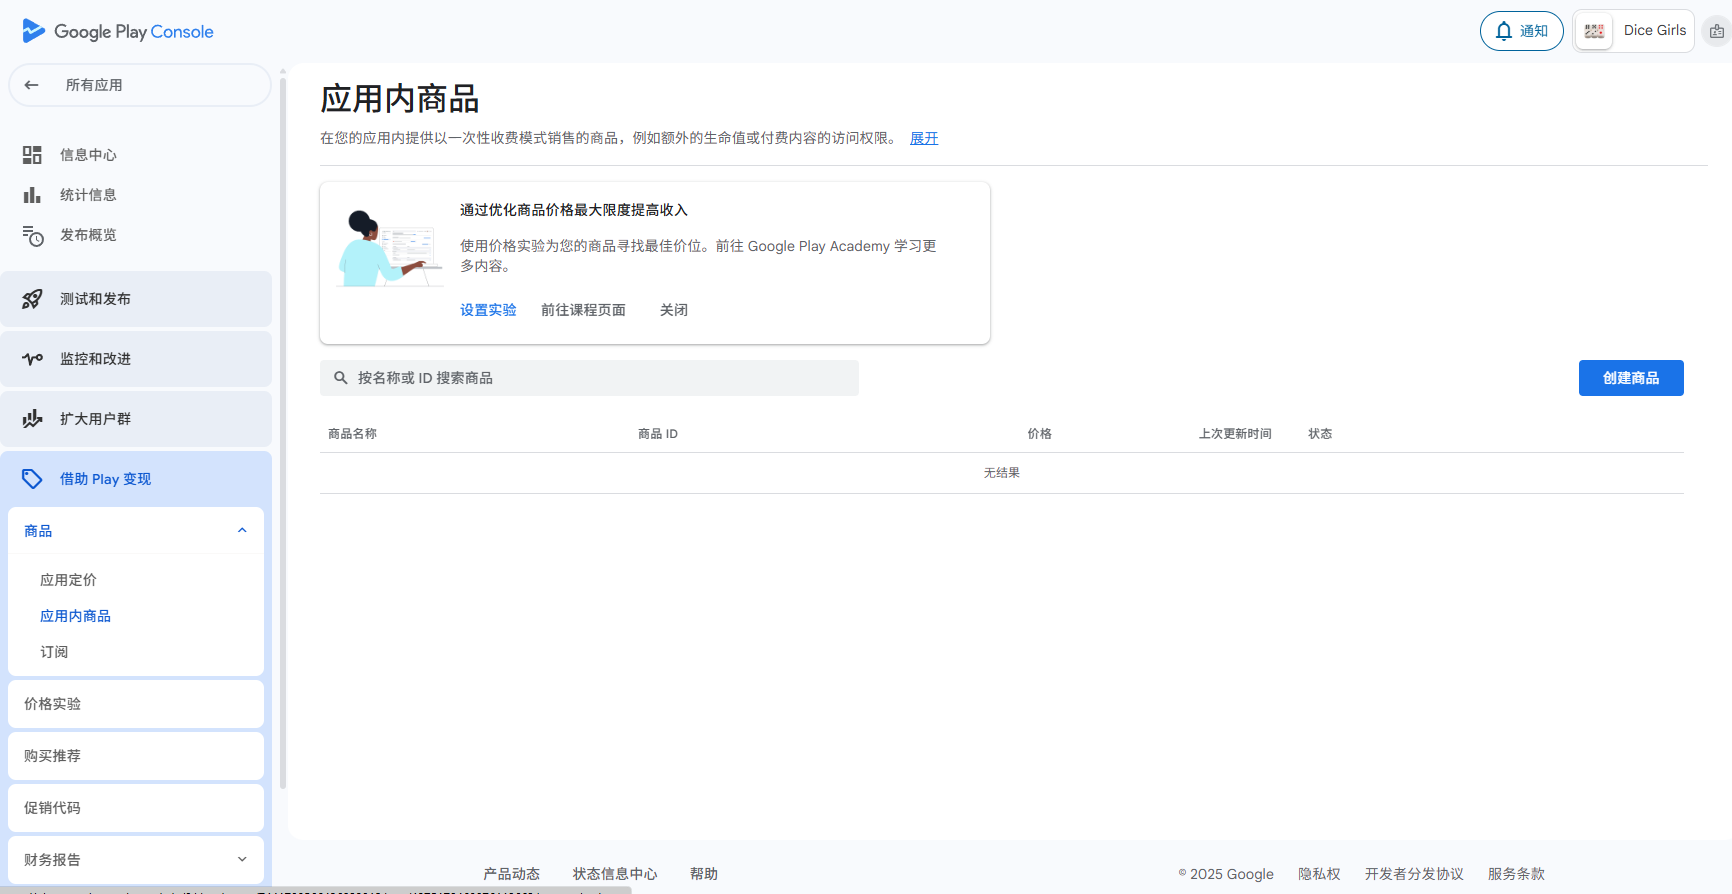 Google Play Console
通知
Dice Girls
所有应用
信息中心
统计信息
发布概览
测试和发布
监控和改进
扩大用户群
借助 Play 变现
商品
应用定价
应用内商品
订阅
价格实验
购买推荐
促销代码
财务报告
应用内商品
在您的应用内提供以一次性收费模式销售的商品，例如额外的生命值或付费内容的访问权限。 展开
通过优化商品价格最大限度提高收入
使用价格实验为您的商品寻找最佳价位。前往 Google Play Academy 学习更
多内容。
设置实验 前往课程页面 关闭
按名称或 ID 搜索商品
创建商品
商品名称 商品 ID 价格 上次更新时间 状态
无结果
产品动态 状态信息中心 帮助
© 2025 Google 隐私权 开发者分发协议 服务条款